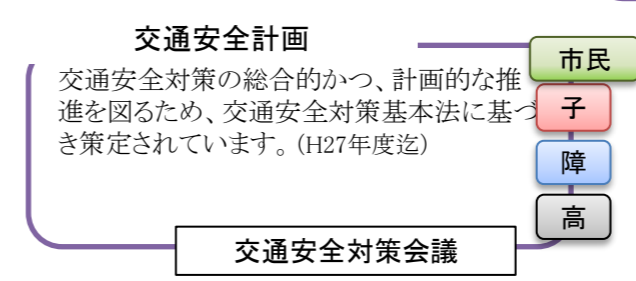 交通安全計画
交通安全対策の総合的かつ、計画的な推
進を図るため、交通安全対策基本法に基づ
き策定されています。(H27年度迄)
市民
子
障
高
交通安全対策会議